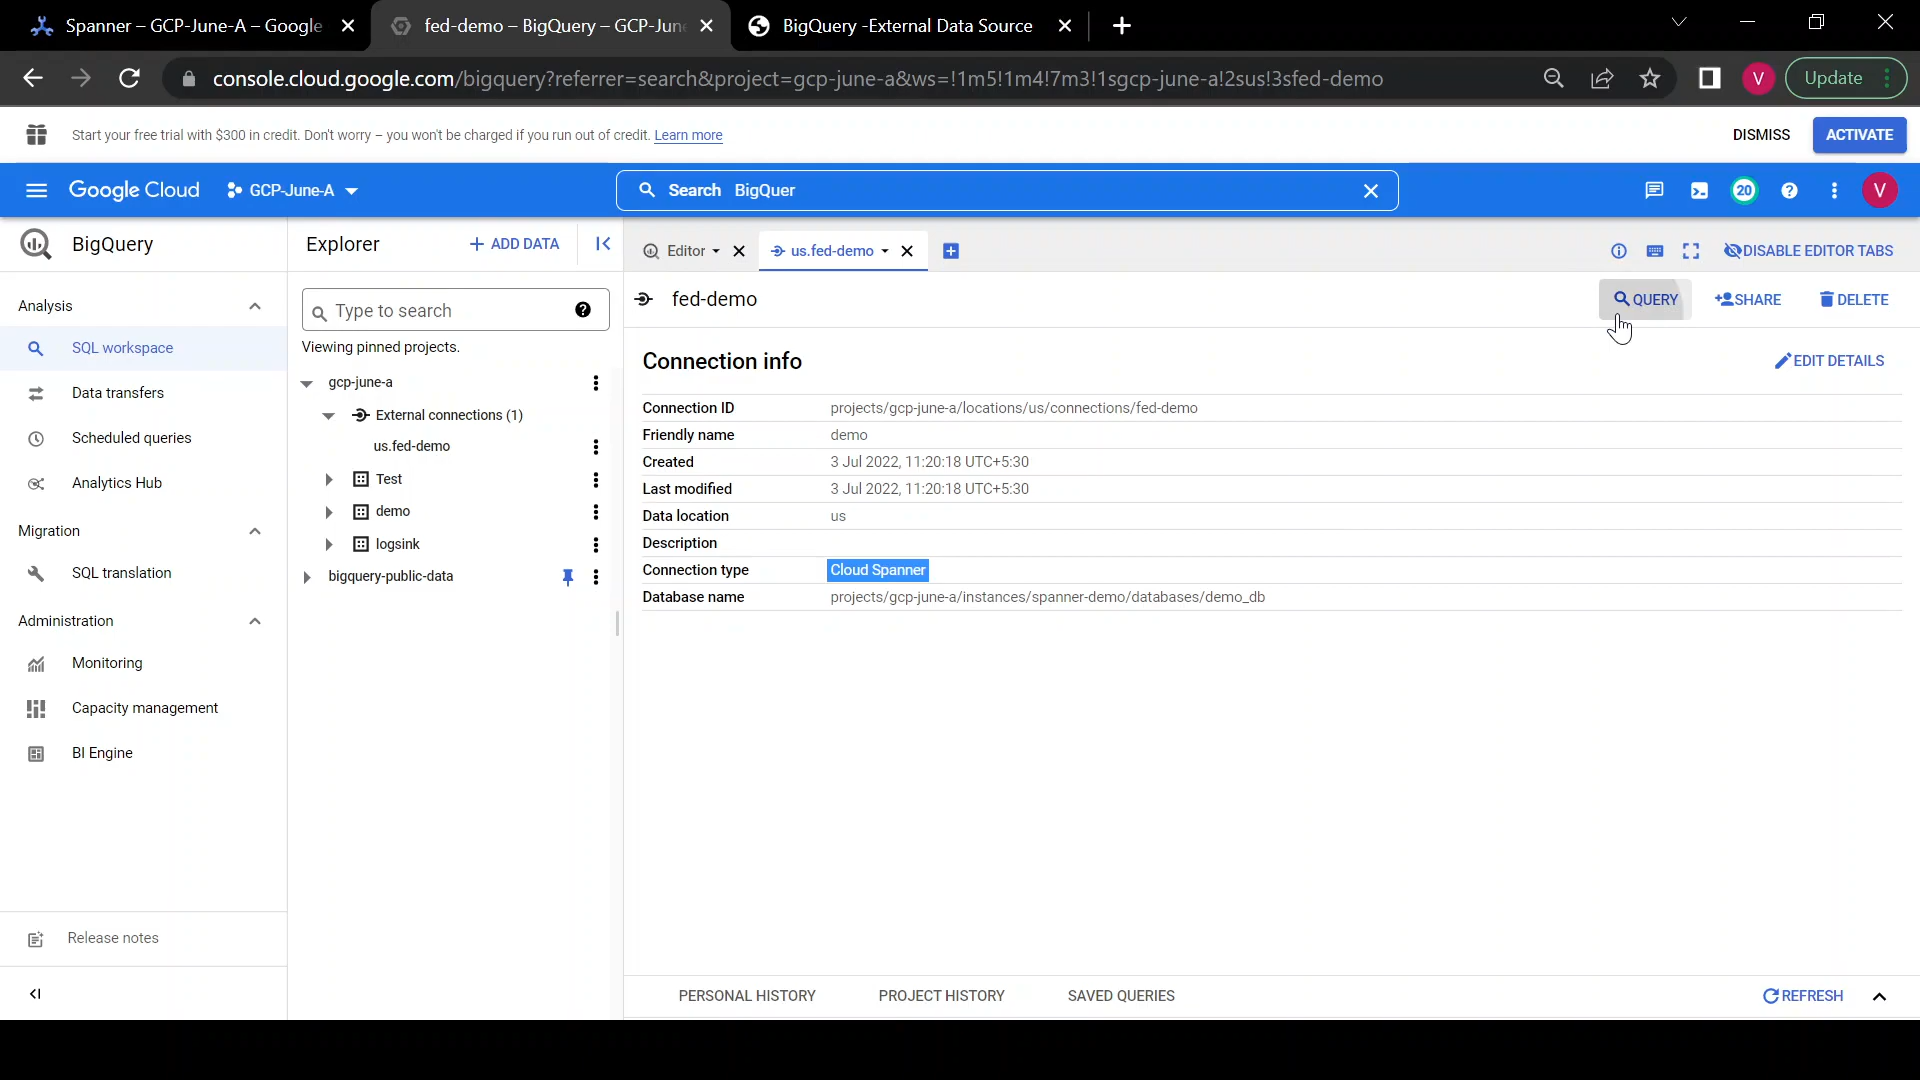 Spanner – GCP-June-A – Google
fed-demo – BigQuery – GCP-Jun
BigQuery -External Data Source
console.cloud.google.com/bigquery?referrer=search&project=gcp-june-a&ws=!1m5!1m4!7m3!1sgcp-june-a!2sus!3sfed-demo
V
Update
Start your free trial with $300 in credit. Don't worry – you won't be charged if you run out of credit. Learn more
DISMISS
ACTIVATE
Google Cloud
GCP-June-A
Search BigQuer
20
V
BigQuery
Explorer
+ ADD DATA
Editor
us.fed-demo
DISABLE EDITOR TABS
Analysis
SQL workspace
Data transfers
Scheduled queries
Analytics Hub
Migration
SQL translation
Administration
Monitoring
Capacity management
BI Engine
Release notes
Type to search
Viewing pinned projects.
gcp-june-a
External connections (1)
us.fed-demo
Test
demo
logsink
bigquery-public-data
fed-demo
QUERY
SHARE
DELETE
Connection info
EDIT DETAILS
Connection ID projects/gcp-june-a/locations/us/connections/fed-demo
Friendly name demo
Created 3 Jul 2022, 11:20:18 UTC+5:30
Last modified 3 Jul 2022, 11:20:18 UTC+5:30
Data location us
Description
Connection type Cloud Spanner
Database name projects/gcp-june-a/instances/spanner-demo/databases/demo_db
PERSONAL HISTORY
PROJECT HISTORY
SAVED QUERIES
REFRESH